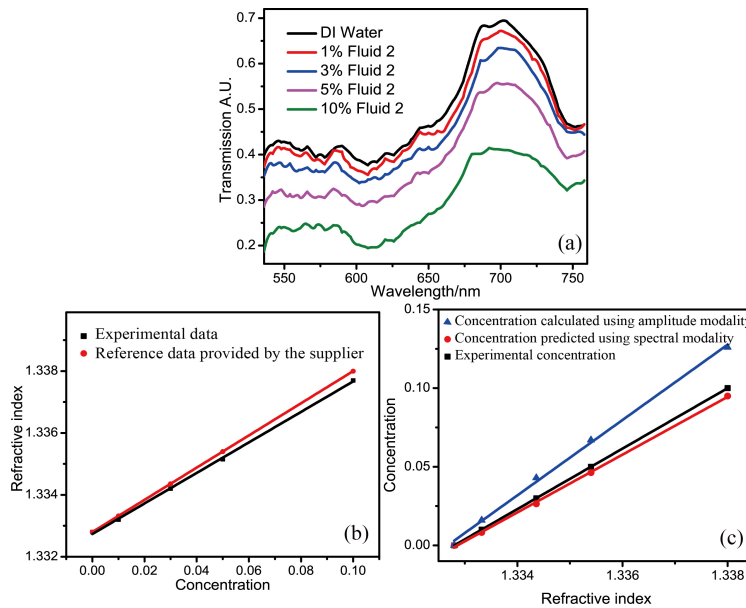 0.7
0.6
0.5
0.4
0.3
0.2
Transmission A.U.
DI Water
1% Fluid 2
3% Fluid 2
5% Fluid 2
10% Fluid 2
(a)
550 600 650 700 750
Wavelength/nm
1.338
1.336
1.334
1.332
Refractive index
Experimental data
Reference data provided by the supplier
(b)
0.00 0.02 0.04 0.06 0.08 0.10
Concentration
0.15
0.10
0.05
0.00
Concentration
Concentration calculated using amplitude modality
Concentration predicted using spectral modality
Experimental concentration
(c)
1.334 1.336 1.338
Refractive index